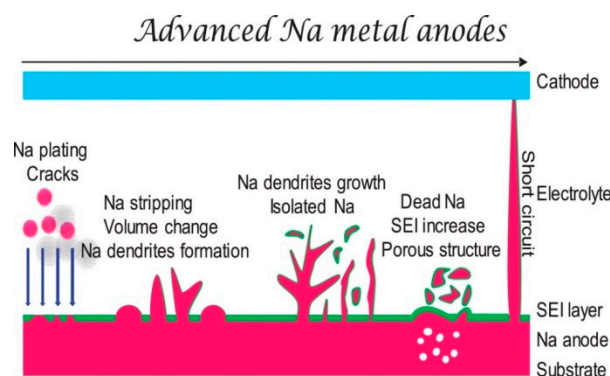 Advanced Na metal anodes
Cathode
Na plating
Cracks
Na stripping
Volume change
Na dendrites formation
Na dendrites growth
Isolated Na
Dead Na
SEI increase
Porous structure
Short circuit
Electrolyte
SEI layer
Na anode
Substrate